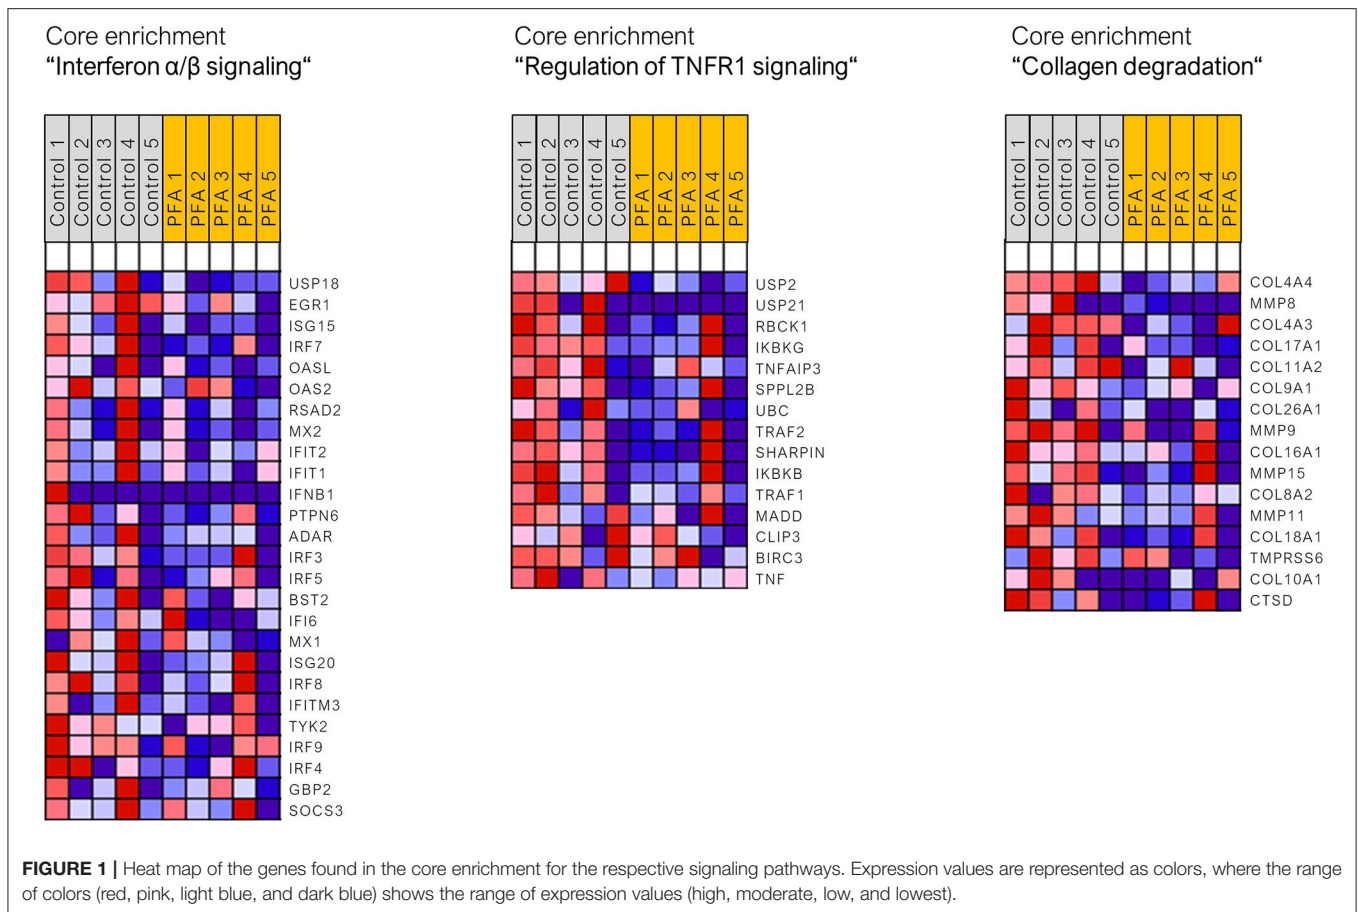 Core enrichment
“Interferon α/β signaling“
Control 1
Control 2
Control 3
Control 4
Control 5
PFA 1
PFA 2
PFA 3
PFA 4
PFA 5
USP18
EGR1
ISG15
IRF7
OASL
OAS2
RSAD2
MX2
IFIT2
IFIT1
IFNB1
PTPN6
ADAR
IRF3
IRF5
BST2
IFI6
MX1
ISG20
IRF8
IFITM3
TYK2
IRF9
IRF4
GBP2
SOCS3
Core enrichment
“Regulation of TNFR1 signaling“
Control 1
Control 2
Control 3
Control 4
Control 5
PFA 1
PFA 2
PFA 3
PFA 4
PFA 5
USP2
USP21
RBCK1
IKBKG
TNFAIP3
SPPL2B
UBC
TRAF2
SHARPIN
IKBKB
TRAF1
MADD
CLIP3
BIRC3
TNF
Core enrichment
“Collagen degradation“
Control 1
Control 2
Control 3
Control 4
Control 5
PFA 1
PFA 2
PFA 3
PFA 4
PFA 5
COL4A4
MMP8
COL4A3
COL17A1
COL11A2
COL9A1
COL26A1
MMP9
COL16A1
MMP15
COL8A2
MMP11
COL18A1
TMPRSS6
COL10A1
CTSD
FIGURE 1 | Heat map of the genes found in the core enrichment for the respective signaling pathways. Expression values are represented as colors, where the range
of colors (red, pink, light blue, and dark blue) shows the range of expression values (high, moderate, low, and lowest).